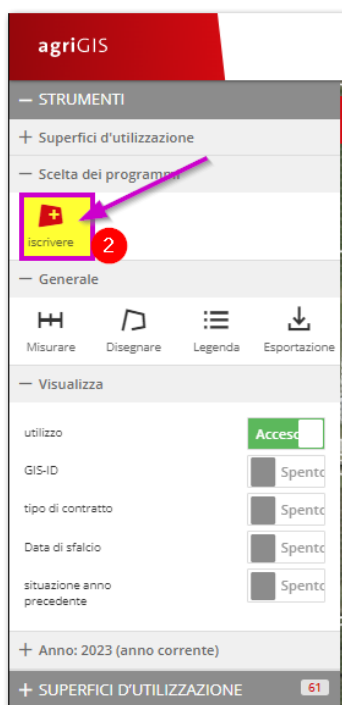 agriGIS
— STRUMENTI
+ Superfici d'utilizzazione
— Scelta dei programmi
iscrivere
2
— Generale
Misurare Disegnare Legenda Esportazione
— Visualizza
utilizzo Acceso
GIS-ID Spento
tipo di contratto Spento
Data di sfalcio Spento
situazione anno Spento
precedente
+ Anno: 2023 (anno corrente)
+ SUPERFICI D'UTILIZZAZIONE 61